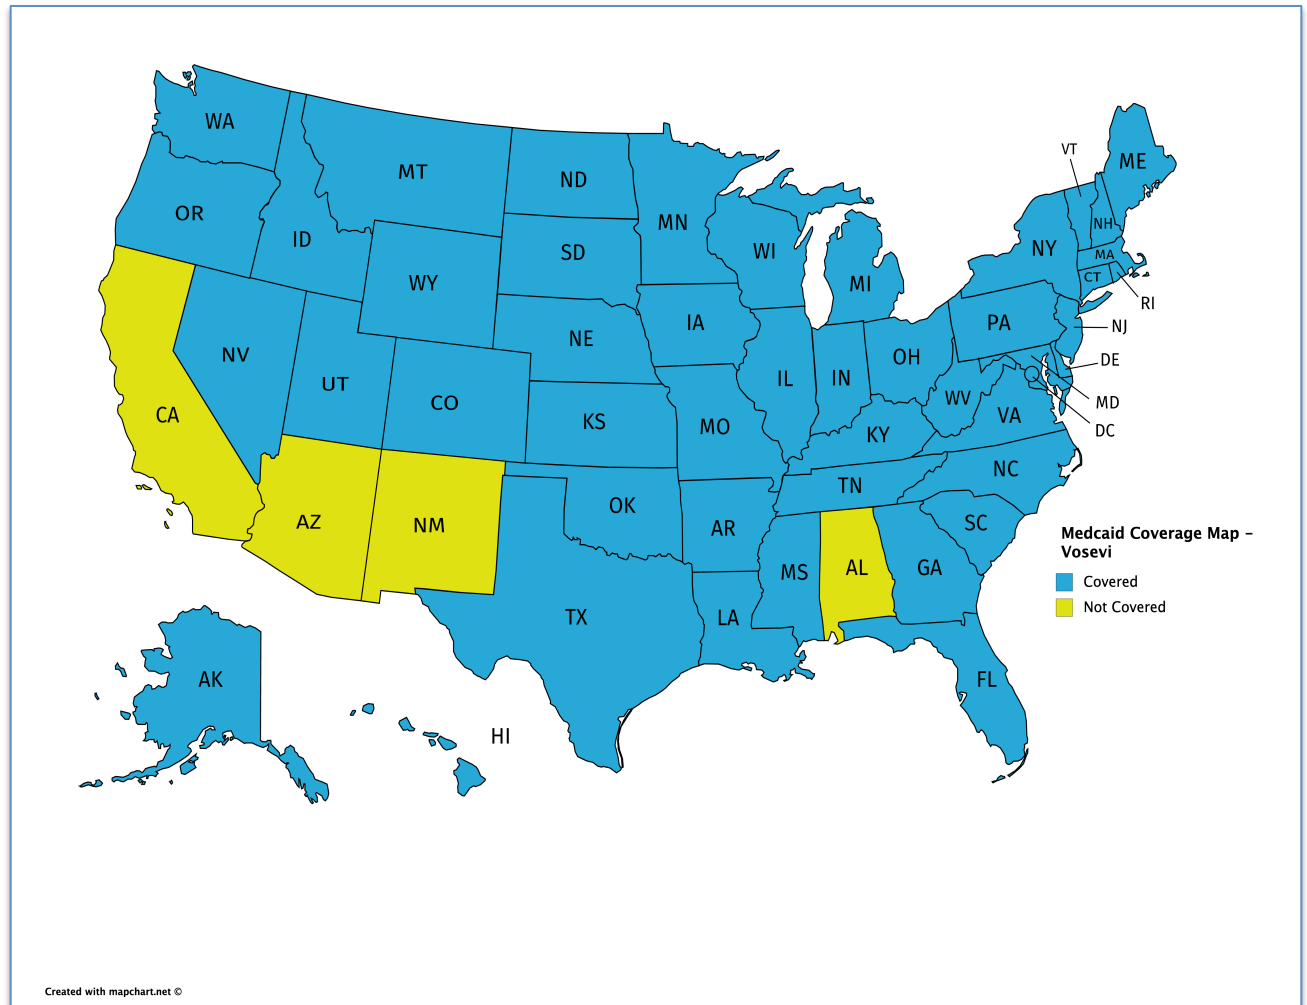 WA
MT
ND
MN
VT
ME
OR
ID
SD
WI
MI
NY
NH
MA
CT
RI
WY
IA
NE
PA
NJ
NV
UT
CO
IL
IN
OH
DE
WV
MD
CA
KS
MO
KY
VA
DC
AZ
NM
OK
AR
TN
NC
SC
MS
AL
GA
TX
LA
FL
AK
HI
Medcaid Coverage Map –
Vosevi
Covered
Not Covered
Created with mapchart.net ©